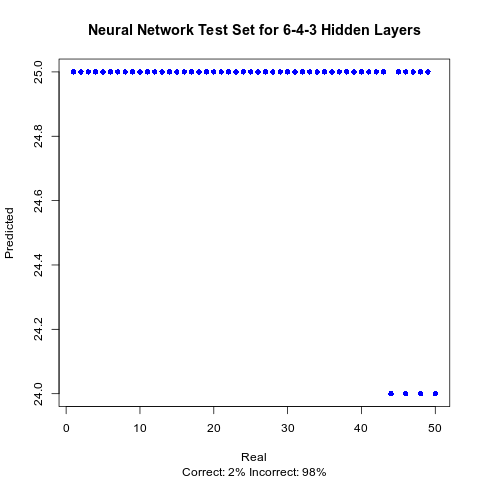 Neural Network Test Set for 6-4-3 Hidden Layers
25.0
24.8
24.6
24.4
24.2
24.0
Predicted
0 10 20 30 40 50
Real
Correct: 2% Incorrect: 98%